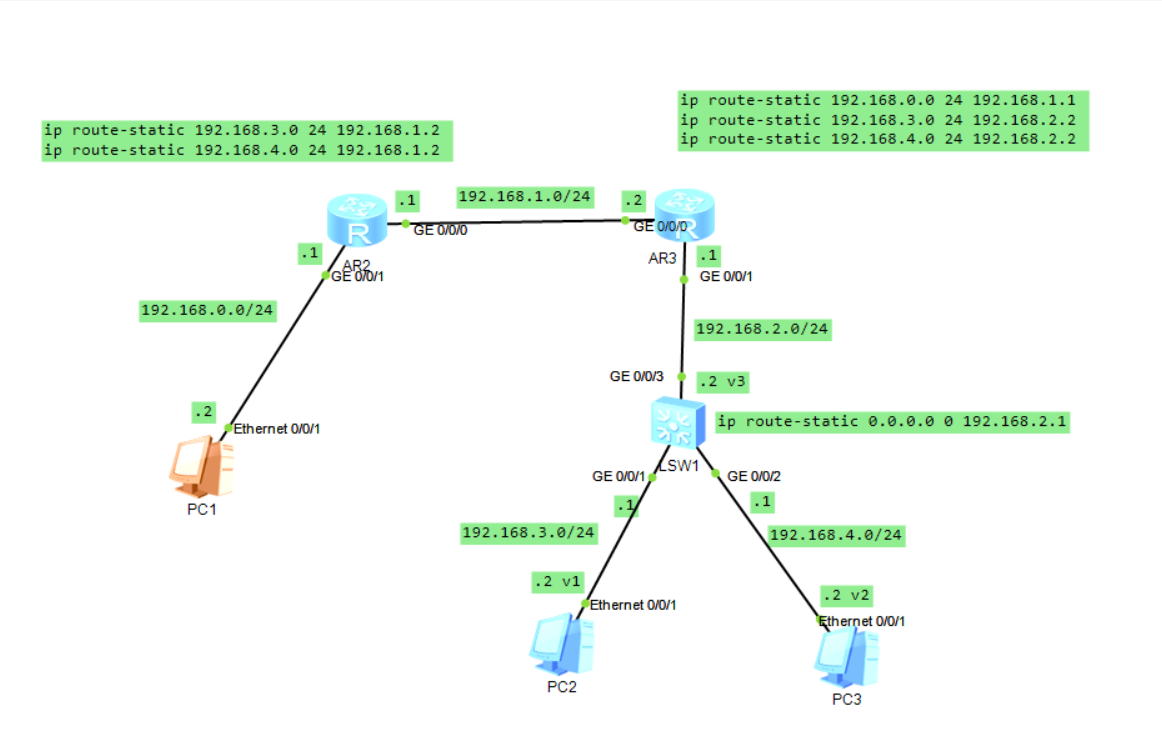 ip route-static 192.168.0.0 24 192.168.1.1
ip route-static 192.168.3.0 24 192.168.2.2
ip route-static 192.168.4.0 24 192.168.2.2
ip route-static 192.168.3.0 24 192.168.1.2
ip route-static 192.168.4.0 24 192.168.1.2
.1
192.168.1.0/24
.2
R
GE 0/0/0
GE 0/0/0
R
.1
AR2
GE 0/0/1
AR3
.1
GE 0/0/1
192.168.0.0/24
192.168.2.0/24
GE 0/0/3
.2 v3
.2
Ethernet 0/0/1
ip route-static 0.0.0.0 0 192.168.2.1
PC1
GE 0/0/1
LSW1
GE 0/0/2
.1
.1
192.168.3.0/24
192.168.4.0/24
.2 v1
Ethernet 0/0/1
.2 v2
Ethernet 0/0/1
PC2
PC3